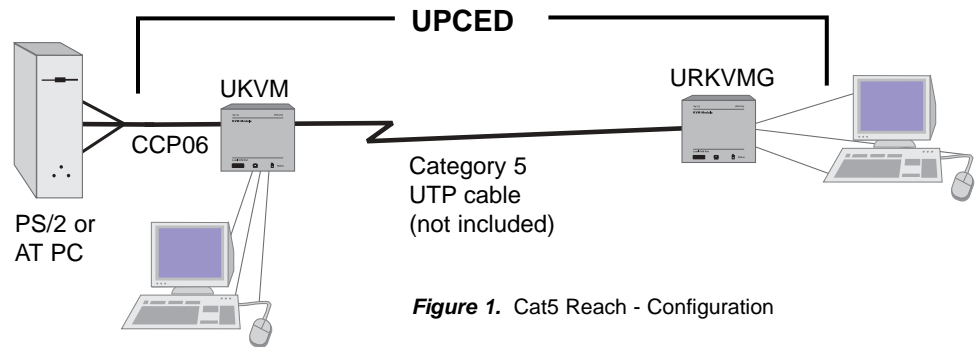 UPCED
UKVM
URKVMG
CCP06
Category 5
UTP cable
(not included)
PS/2 or
AT PC
Figure 1. Cat5 Reach - Configuration